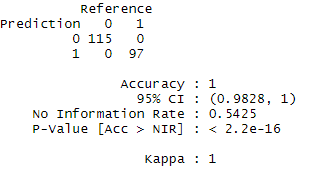 Reference
Prediction 0 1
0 115 0
1 0 97
Accuracy : 1
95% CI : (0.9828, 1)
No Information Rate : 0.5425
P-Value [Acc > NIR] : < 2.2e-16
Kappa : 1